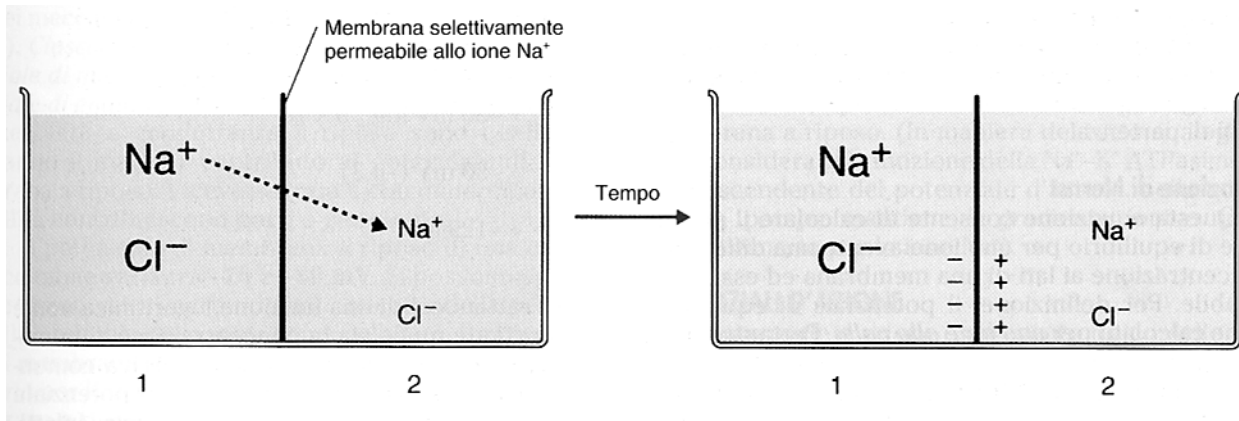 Membrana selettivamente
permeabile allo ione Na⁺
Na⁺
Cl⁻
Na⁺
Cl⁻
1
2
Tempo
Na⁺
Cl⁻
− +
− +
− +
− +
Na⁺
Cl⁻
1
2